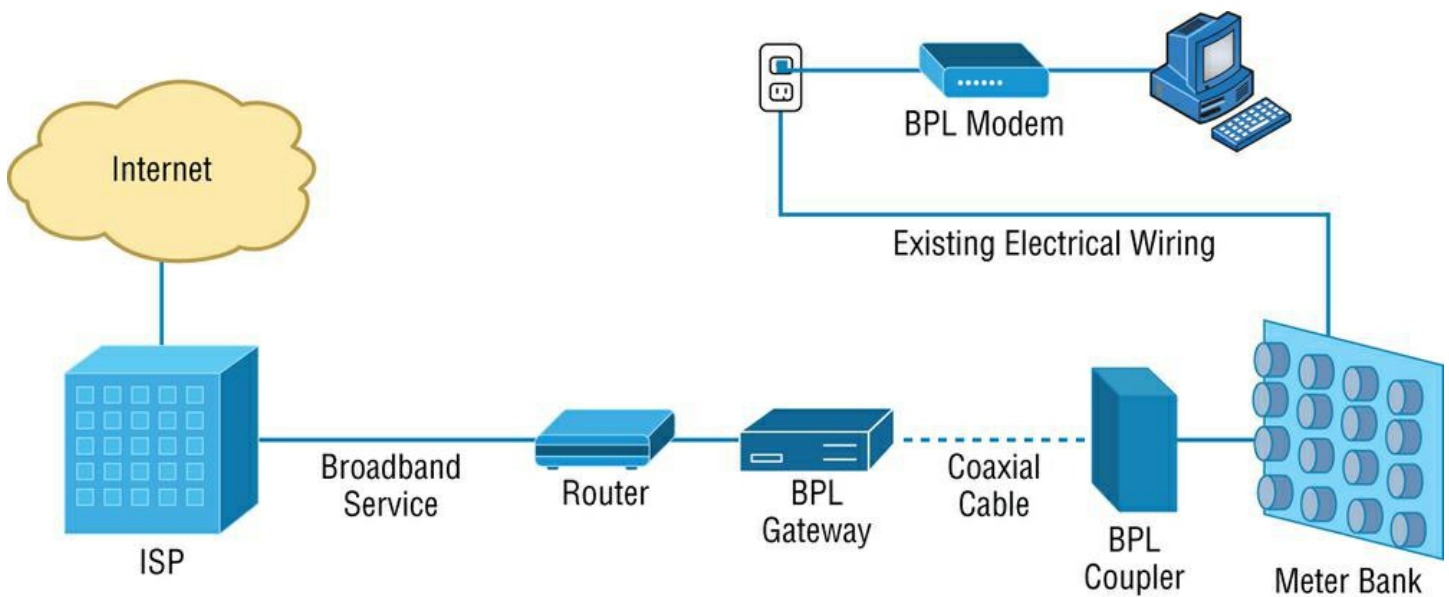 BPL Modem
Internet
Existing Electrical Wiring
Broadband
Service
Router
BPL
Gateway
Coaxial
Cable
ISP
BPL
Coupler
Meter Bank